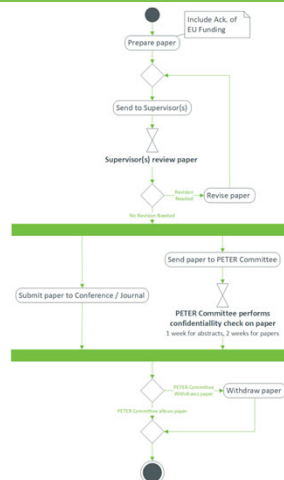 Include Ack. of
EU Funding
Prepare paper
Send to Supervisor(s)
Supervisor(s) review paper
Revision
Needed
Revise paper
No Revision Needed
Send paper to PETER Committee
Submit paper to Conference / Journal
PETER Committee performs
confidentiallity check on paper
1 week for abstracts, 2 weeks for papers
PETER Committee
Withdraws paper
Withdraw paper
PETER Committee allows paper